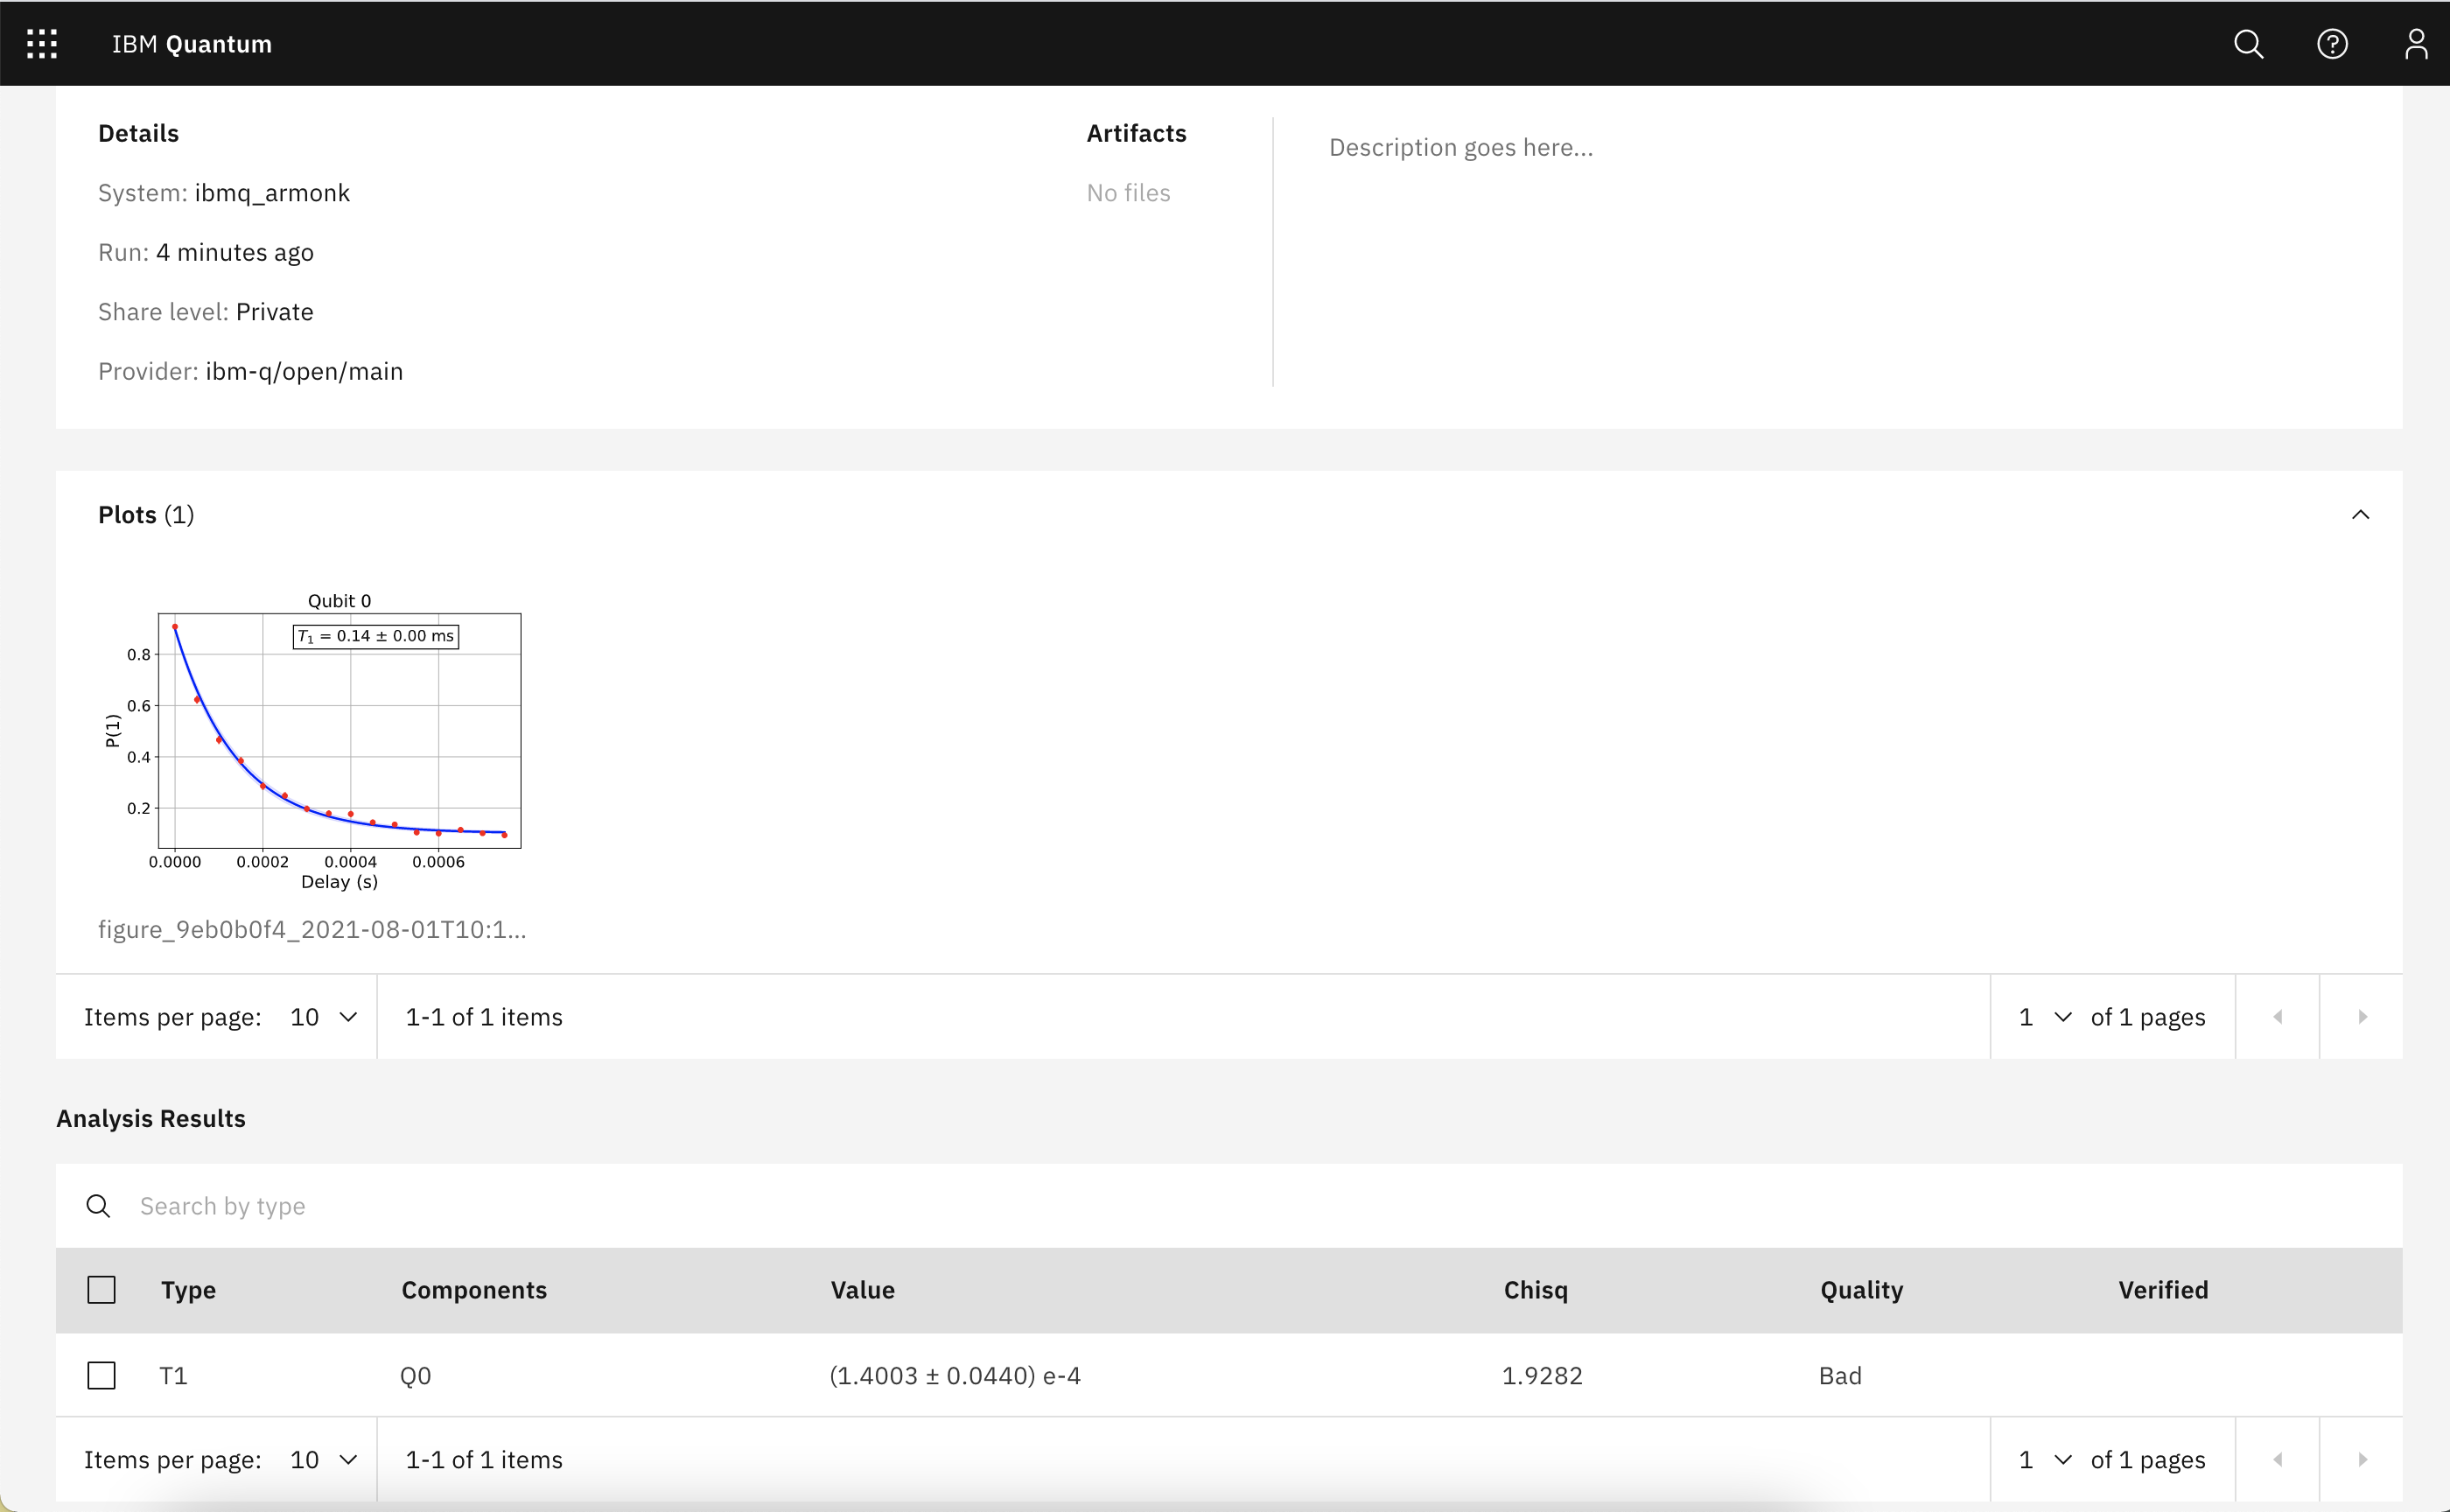 IBM Quantum
Details
System: ibmq_armonk
Run: 4 minutes ago
Share level: Private
Provider: ibm-q/open/main
Artifacts
No files
Description goes here...
Plots (1)
Qubit 0
T1 = 0.14 ± 0.00 ms
0.8
0.6
0.4
0.2
P(1)
0.0000 0.0002 0.0004 0.0006
Delay (s)
figure_9eb0b0f4_2021-08-01T10:1...
Items per page: 10 1-1 of 1 items 1 of 1 pages
Analysis Results
Search by type
Type Components Value Chisq Quality Verified
T1 Q0 (1.4003 ± 0.0440) e-4 1.9282 Bad
Items per page: 10 1-1 of 1 items 1 of 1 pages